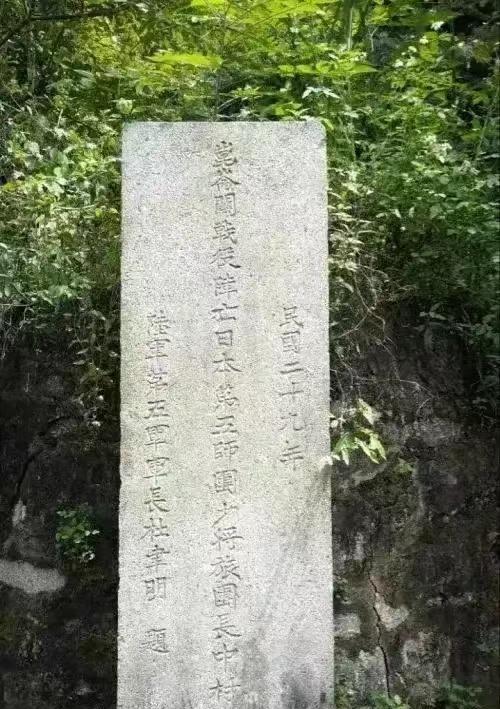 民國二十九年
崑崙關戰役陣亡日本第五師團少將旅團長中村
陸軍第五軍軍長杜聿明 題